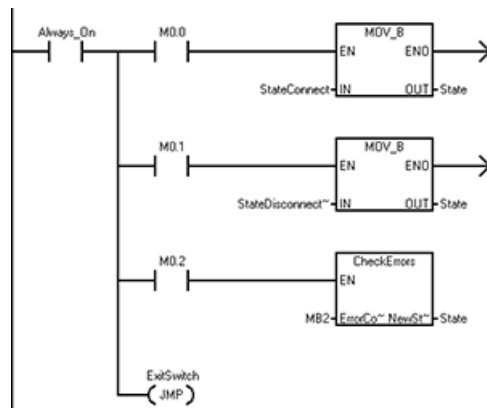 Always_On
M0.0
MOV_B
EN ENO
StateConnect IN OUT State
M0.1
MOV_B
EN ENO
StateDisconnect~ IN OUT State
M0.2
CheckErrors
EN
MB2 ErrorCo~ NewSt~ State
ExitSwitch
JMP